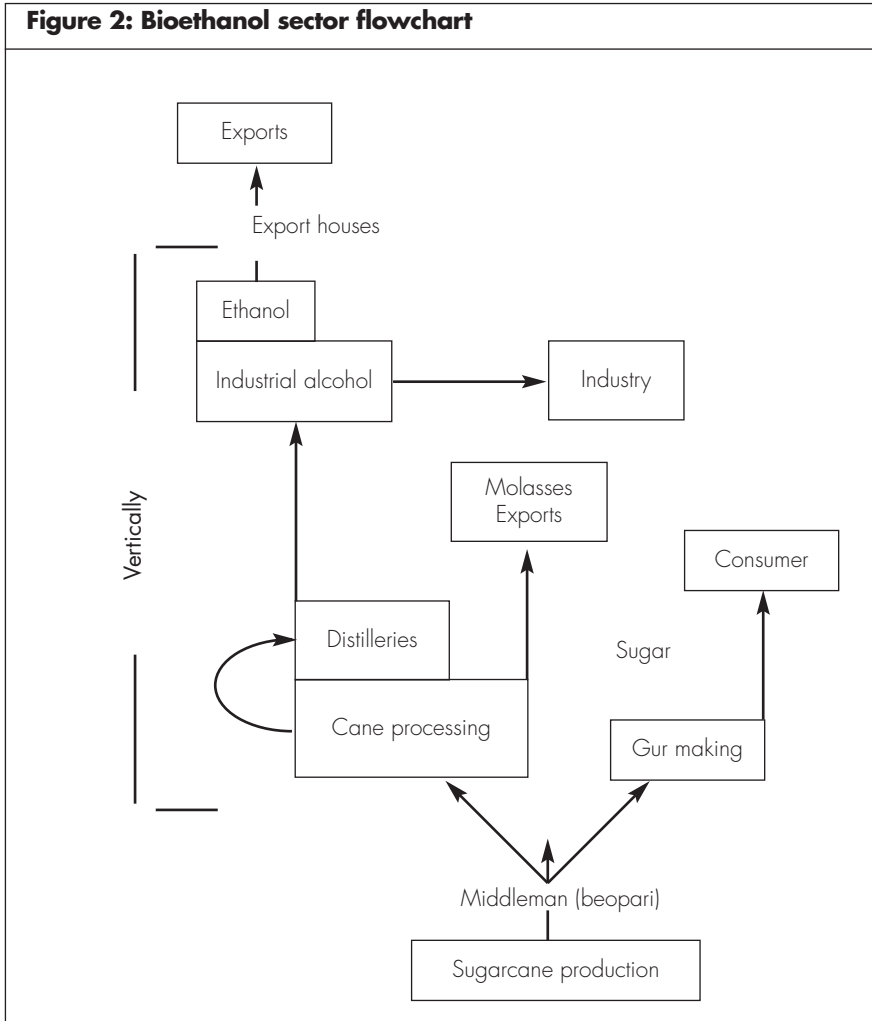 Figure 2: Bioethanol sector flowchart
Exports
Export houses
Ethanol
Industrial alcohol
Industry
Molasses
Exports
Vertically
Consumer
Distilleries
Sugar
Cane processing
Gur making
Middleman (beopari)
Sugarcane production